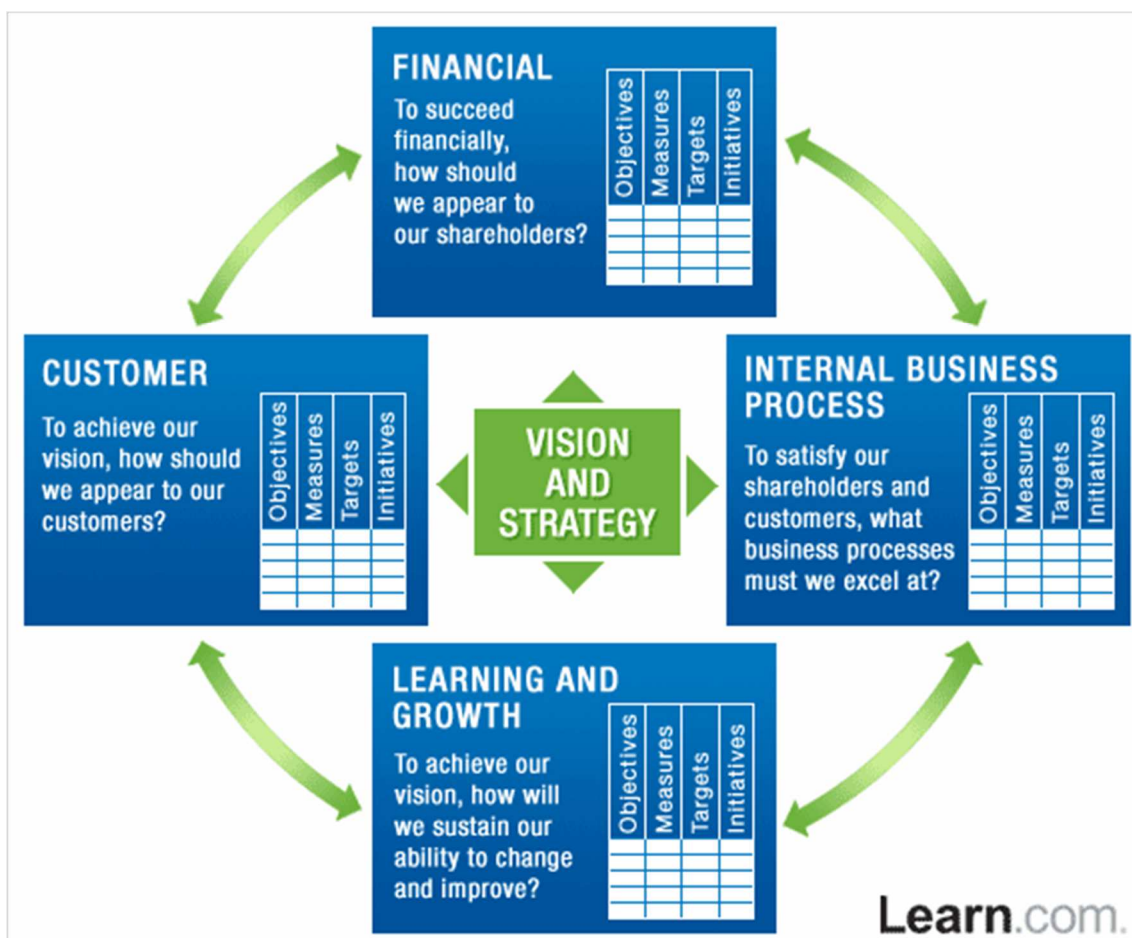 FINANCIAL
To succeed
financially,
how should
we appear to
our shareholders?
Objectives
Measures
Targets
Initiatives
CUSTOMER
To achieve our
vision, how should
we appear to our
customers?
Objectives
Measures
Targets
Initiatives
VISION
AND
STRATEGY
INTERNAL BUSINESS
PROCESS
To satisfy our
shareholders and
customers, what
business processes
must we excel at?
Objectives
Measures
Targets
Initiatives
LEARNING AND
GROWTH
To achieve our
vision, how will
we sustain our
ability to change
and improve?
Objectives
Measures
Targets
Initiatives
Learn.com.